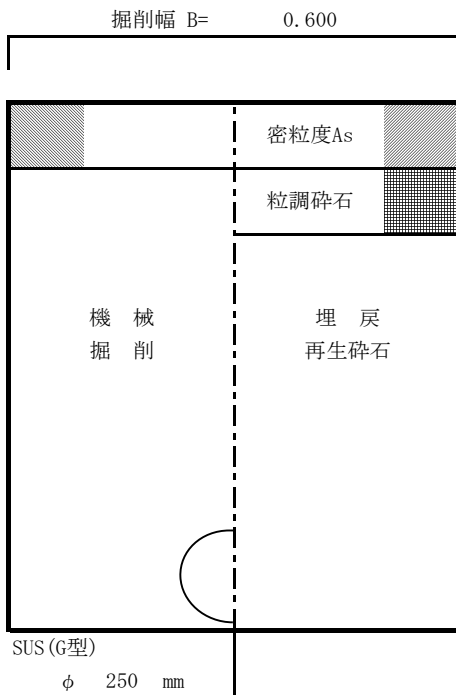 掘削幅 B= 0.600
密粒度As
粒調砕石
機 械
掘 削
埋 戻
再生砕石
SUS(G型)
φ 250 mm